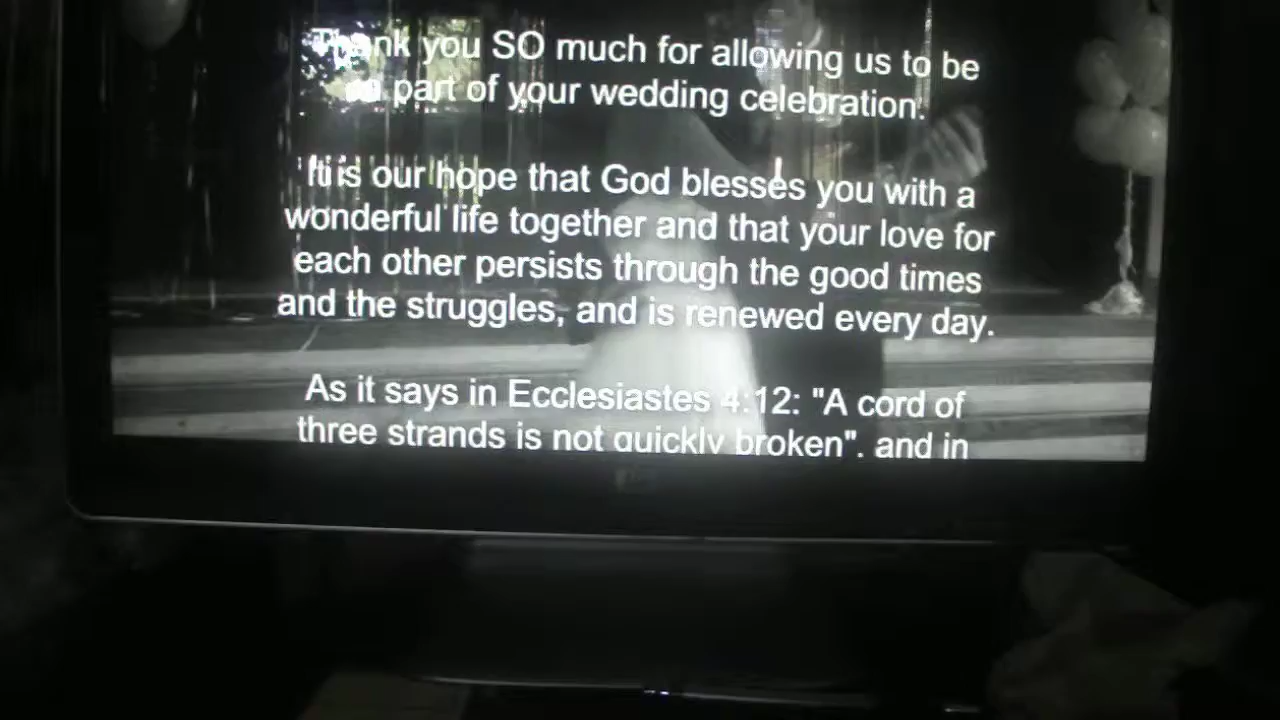 Thank you SO much for allowing us to be
part of your wedding celebration.
It is our hope that God blesses you with a
wonderful life together and that your love for
each other persists through the good times
and the struggles, and is renewed every day.
As it says in Ecclesiastes 4:12: "A cord of
three strands is not quickly broken". and in